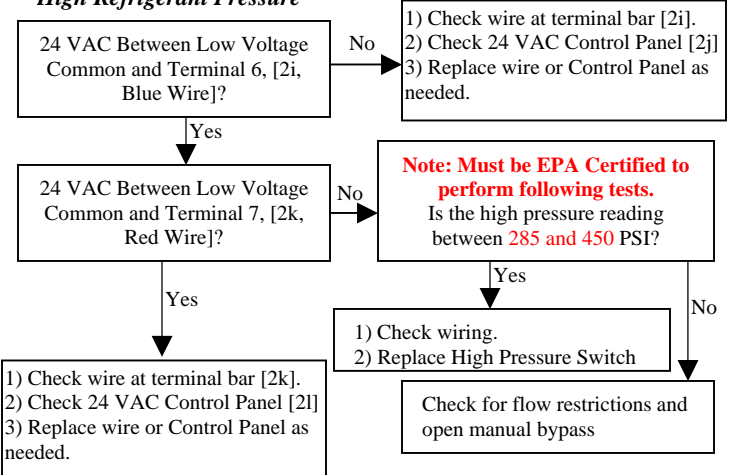 High Refrigerant Pressure
24 VAC Between Low Voltage
Common and Terminal 6, [2i,
Blue Wire]?
No
1) Check wire at terminal bar [2i].
2) Check 24 VAC Control Panel [2j]
3) Replace wire or Control Panel as
needed.
Yes
24 VAC Between Low Voltage
Common and Terminal 7, [2k,
Red Wire]?
No
Note: Must be EPA Certified to
perform following tests.
Is the high pressure reading
between 285 and 450 PSI?
Yes
1) Check wire at terminal bar [2k].
2) Check 24 VAC Control Panel [2l]
3) Replace wire or Control Panel as
needed.
Yes
1) Check wiring.
2) Replace High Pressure Switch
No
Check for flow restrictions and
open manual bypass